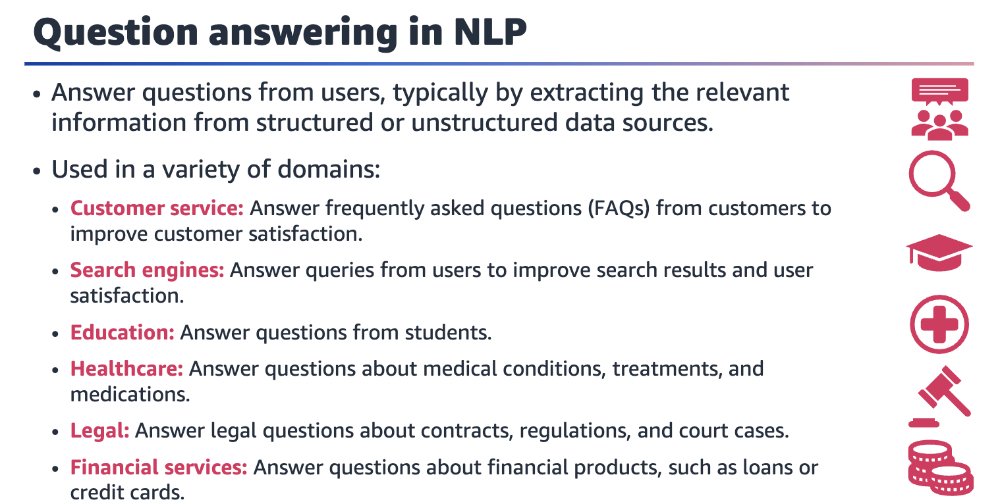 Question answering in NLP
• Answer questions from users, typically by extracting the relevant
information from structured or unstructured data sources.
• Used in a variety of domains:
• Customer service: Answer frequently asked questions (FAQs) from customers to
improve customer satisfaction.
• Search engines: Answer queries from users to improve search results and user
satisfaction.
• Education: Answer questions from students.
• Healthcare: Answer questions about medical conditions, treatments, and
medications.
• Legal: Answer legal questions about contracts, regulations, and court cases.
• Financial services: Answer questions about financial products, such as loans or
credit cards.